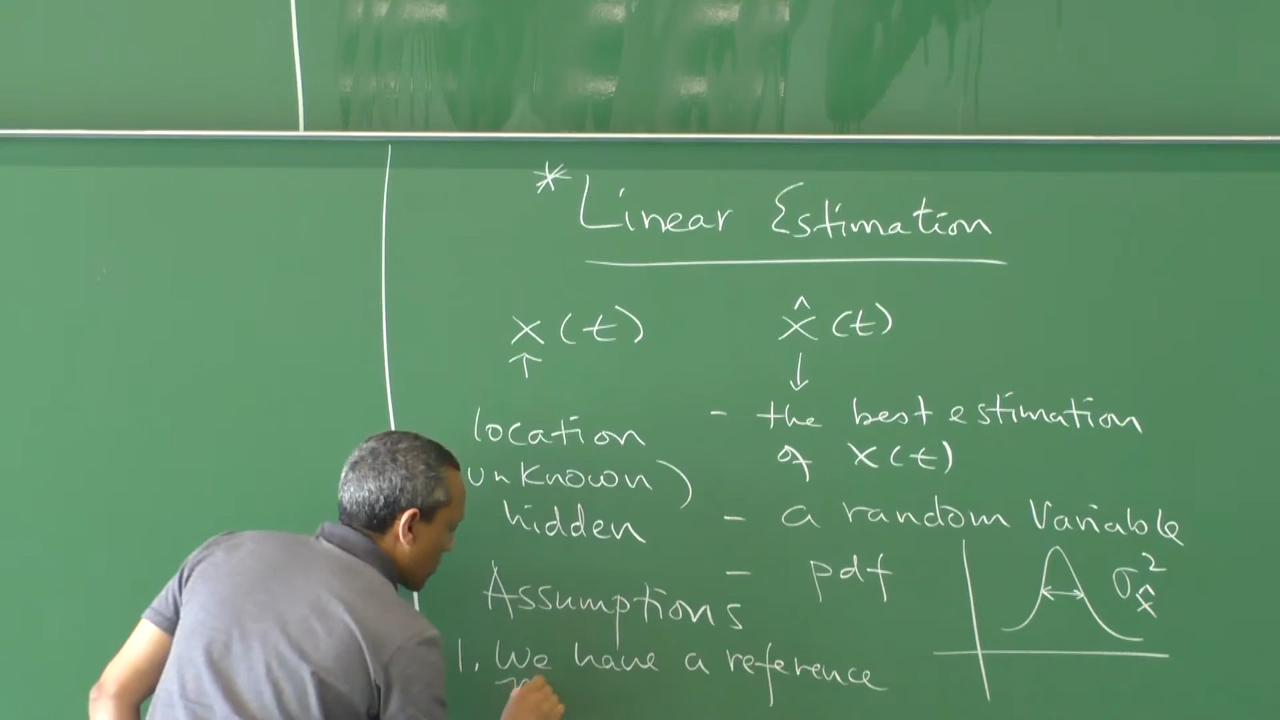 * Linear Estimation
x(t)
↑
location
unknown)
hidden
x̂(t)
↓
- the best estimation
of x(t)
- a random variable
- pdf
σ²x̂
Assumptions
1. We have a reference